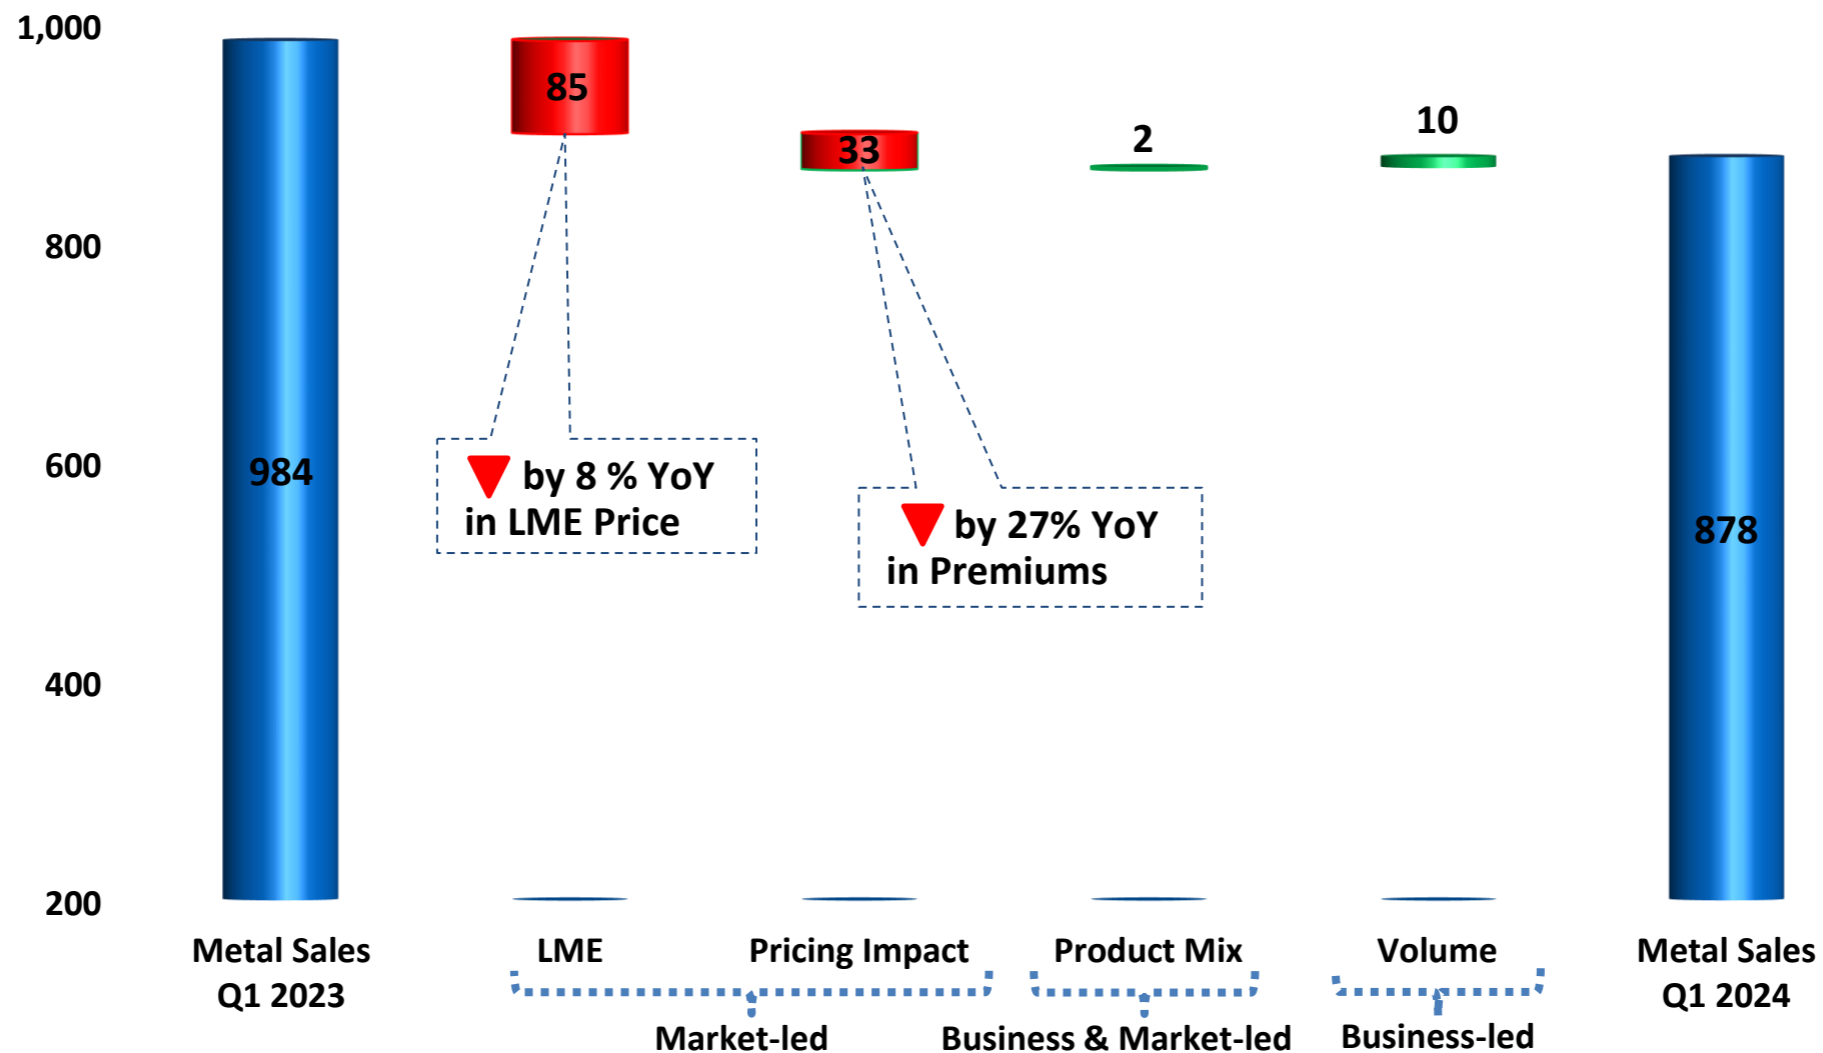 1,000
800
600
400
200
984
85
33
2
10
878
by 8 % YoY
in LME Price
by 27% YoY
in Premiums
Metal Sales
Q1 2023
LME
Pricing Impact
Product Mix
Volume
Metal Sales
Q1 2024
Market-led
Business & Market-led
Business-led